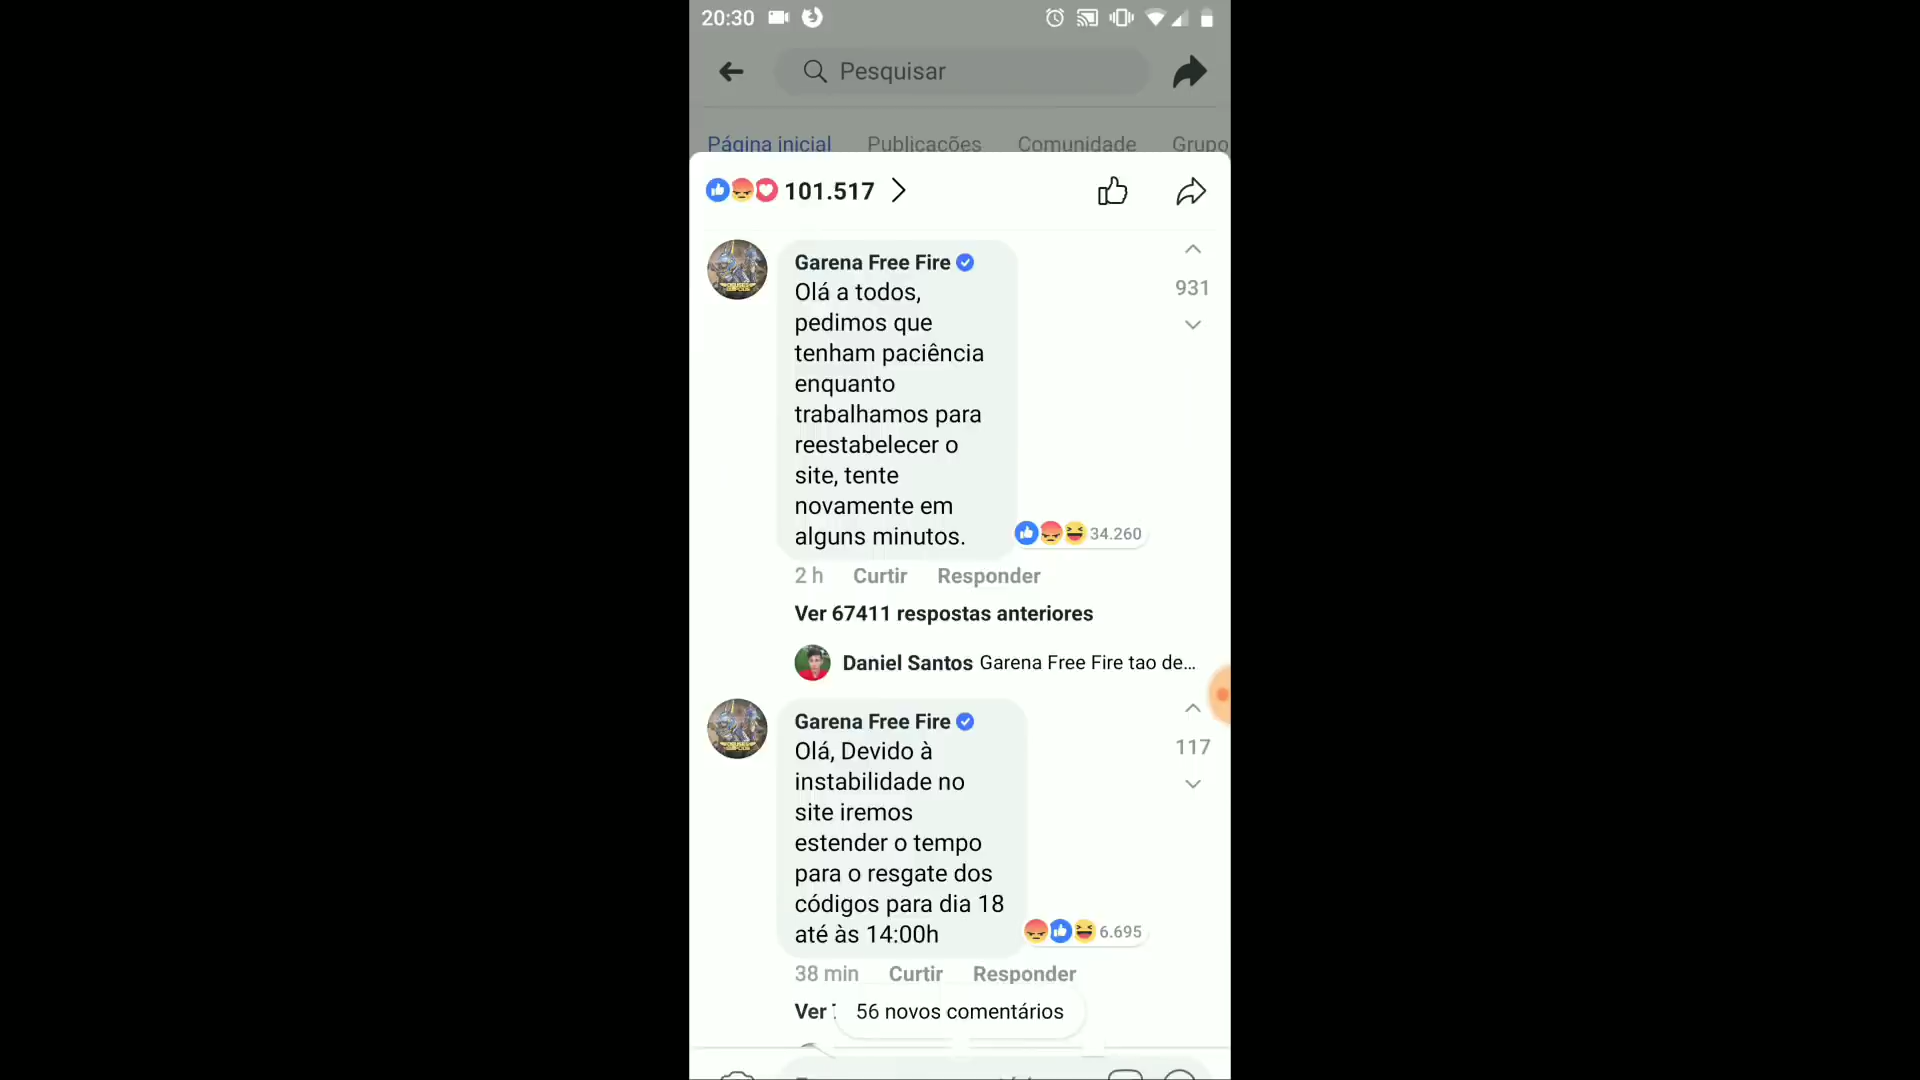 20:30
Pesquisar
Página inicial Publicações Comunidade Grupo
101.517
Garena Free Fire
Olá a todos,
pedimos que
tenham paciência
enquanto
trabalhamos para
reestabelecer o
site, tente
novamente em
alguns minutos.
931
34.260
2 h Curtir Responder
Ver 67411 respostas anteriores
Daniel Santos Garena Free Fire tao de...
Garena Free Fire
Olá, Devido à
instabilidade no
site iremos
estender o tempo
para o resgate dos
códigos para dia 18
até às 14:00h
117
6.695
38 min Curtir Responder
Ver
56 novos comentários